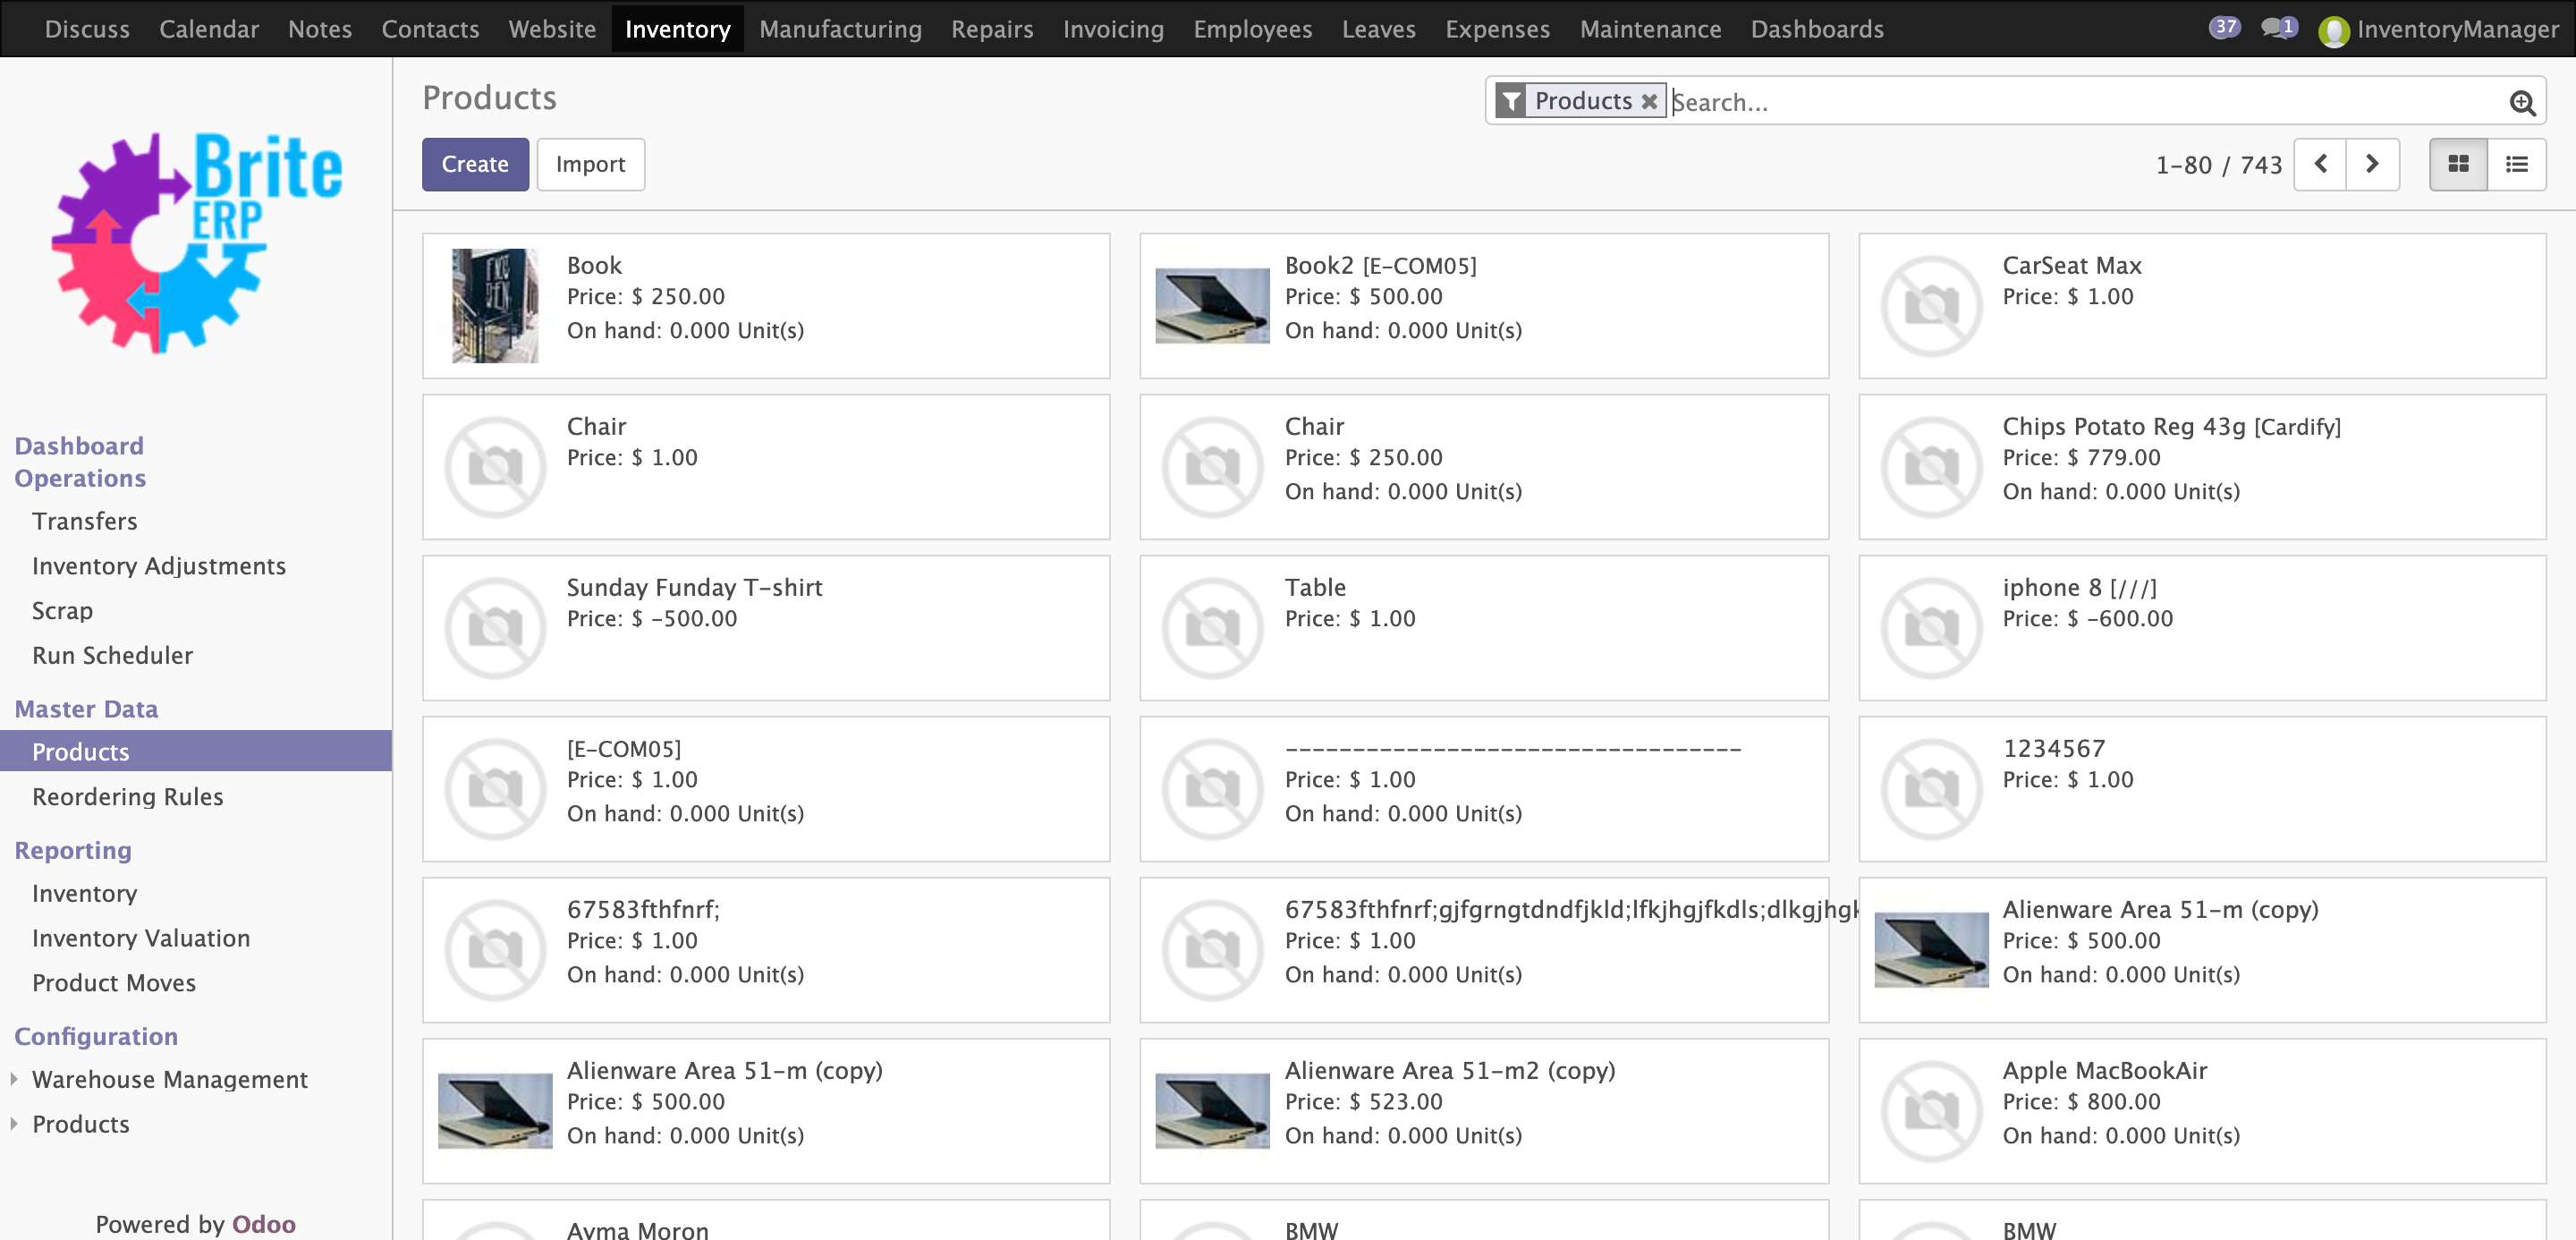 Discuss Calendar Notes Contacts Website Inventory Manufacturing Repairs Invoicing Employees Leaves Expenses Maintenance Dashboards 37 1 InventoryManager
Brite
ERP
Dashboard
Operations
Transfers
Inventory Adjustments
Scrap
Run Scheduler
Master Data
Products
Reordering Rules
Reporting
Inventory
Inventory Valuation
Product Moves
Configuration
Warehouse Management
Products
Powered by Odoo
Products
Products Search...
Create Import
1-80 / 743
Book
Price: $ 250.00
On hand: 0.000 Unit(s)
Book2 [E-COM05]
Price: $ 500.00
On hand: 0.000 Unit(s)
CarSeat Max
Price: $ 1.00
Chair
Price: $ 1.00
Chair
Price: $ 250.00
On hand: 0.000 Unit(s)
Chips Potato Reg 43g [Cardify]
Price: $ 779.00
On hand: 0.000 Unit(s)
Sunday Funday T-shirt
Price: $ -500.00
Table
Price: $ 1.00
iphone 8 [///]
Price: $ -600.00
[E-COM05]
Price: $ 1.00
On hand: 0.000 Unit(s)
----------------------------------
Price: $ 1.00
On hand: 0.000 Unit(s)
1234567
Price: $ 1.00
67583fthfnrf;
Price: $ 1.00
On hand: 0.000 Unit(s)
67583fthfnrf;gjfgrngtdndfjkld;lfkjhgjfkdls;dlkgjhgk
Price: $ 1.00
On hand: 0.000 Unit(s)
Alienware Area 51-m (copy)
Price: $ 500.00
On hand: 0.000 Unit(s)
Alienware Area 51-m (copy)
Price: $ 500.00
On hand: 0.000 Unit(s)
Alienware Area 51-m2 (copy)
Price: $ 523.00
On hand: 0.000 Unit(s)
Apple MacBookAir
Price: $ 800.00
On hand: 0.000 Unit(s)
Ayma Moron
BMW
BMW